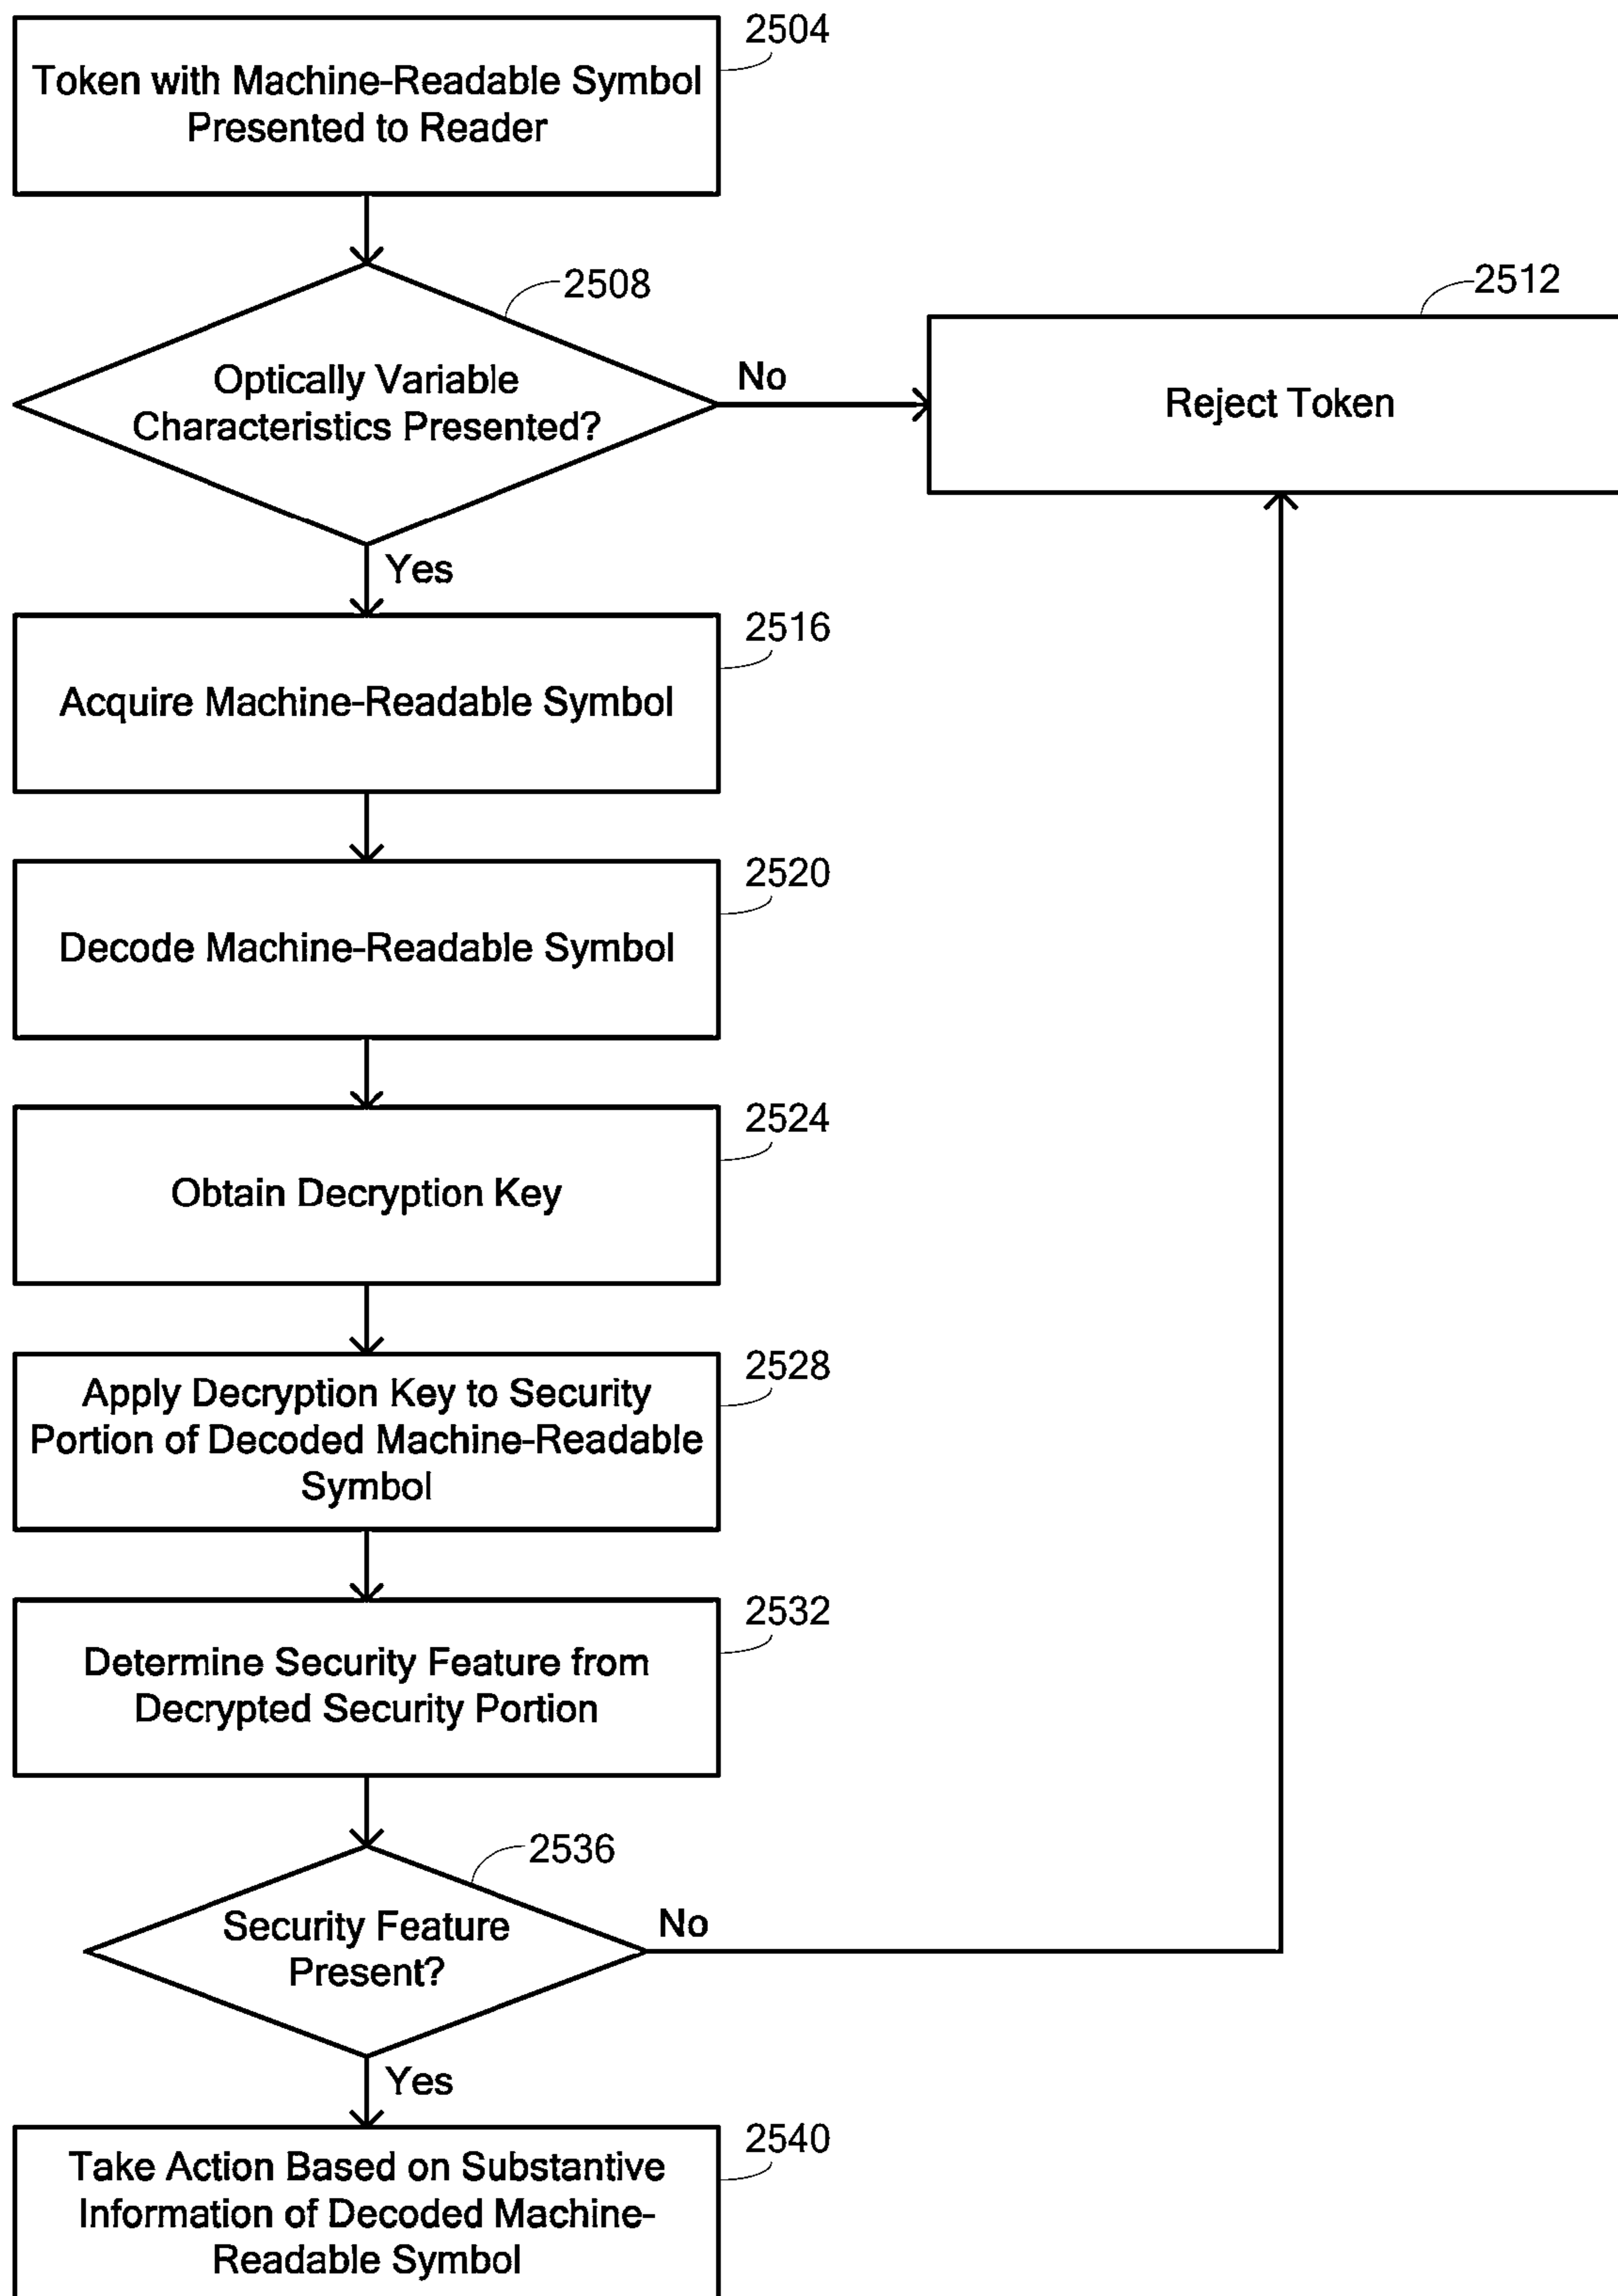 2504
Token with Machine-Readable Symbol
Presented to Reader
2508
Optically Variable
Characteristics Presented?
No
2512
Reject Token
Yes
2516
Acquire Machine-Readable Symbol
2520
Decode Machine-Readable Symbol
2524
Obtain Decryption Key
2528
Apply Decryption Key to Security
Portion of Decoded Machine-Readable
Symbol
2532
Determine Security Feature from
Decrypted Security Portion
2536
Security Feature
Present?
No
Yes
2540
Take Action Based on Substantive
Information of Decoded Machine-
Readable Symbol